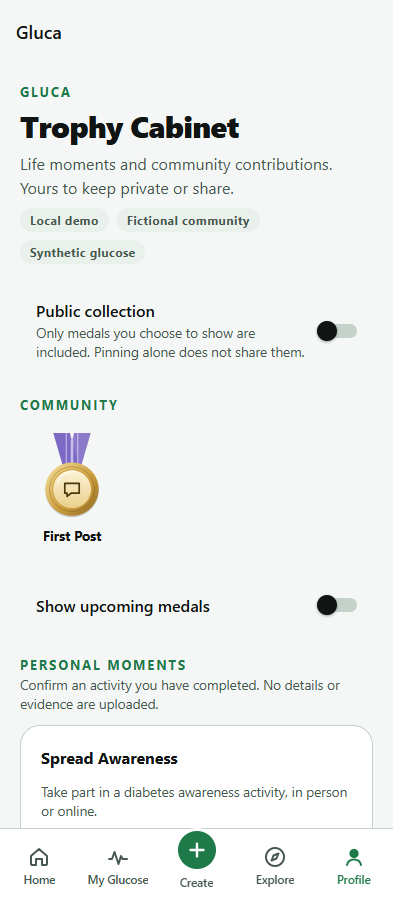 Gluca
GLUCA
Trophy Cabinet
Life moments and community contributions.
Yours to keep private or share.
Local demo
Fictional community
Synthetic glucose
Public collection
Only medals you choose to show are
included. Pinning alone does not share them.
COMMUNITY
First Post
Show upcoming medals
PERSONAL MOMENTS
Confirm an activity you have completed. No details or
evidence are uploaded.
Spread Awareness
Take part in a diabetes awareness activity, in person
or online.
Home
My Glucose
Create
Explore
Profile